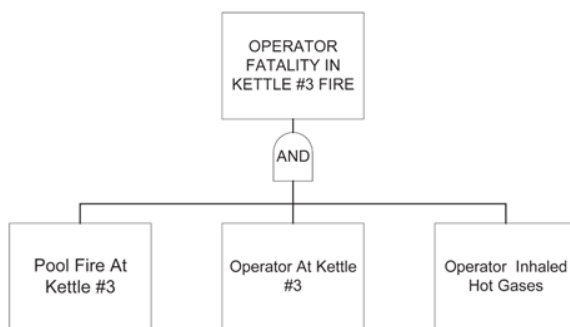 OPERATOR
FATALITY IN
KETTLE #3 FIRE
AND
Pool Fire At
Kettle #3
Operator At Kettle
#3
Operator Inhaled
Hot Gases